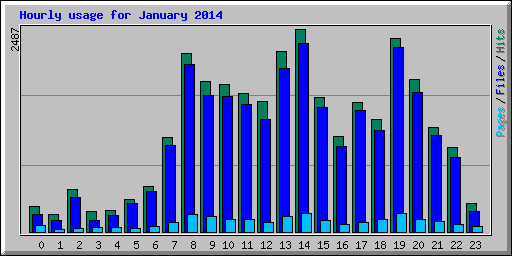 Hourly usage for January 2014
2487
Pages/Files/Hits
0 1 2 3 4 5 6 7 8 9 10 11 12 13 14 15 16 17 18 19 20 21 22 23